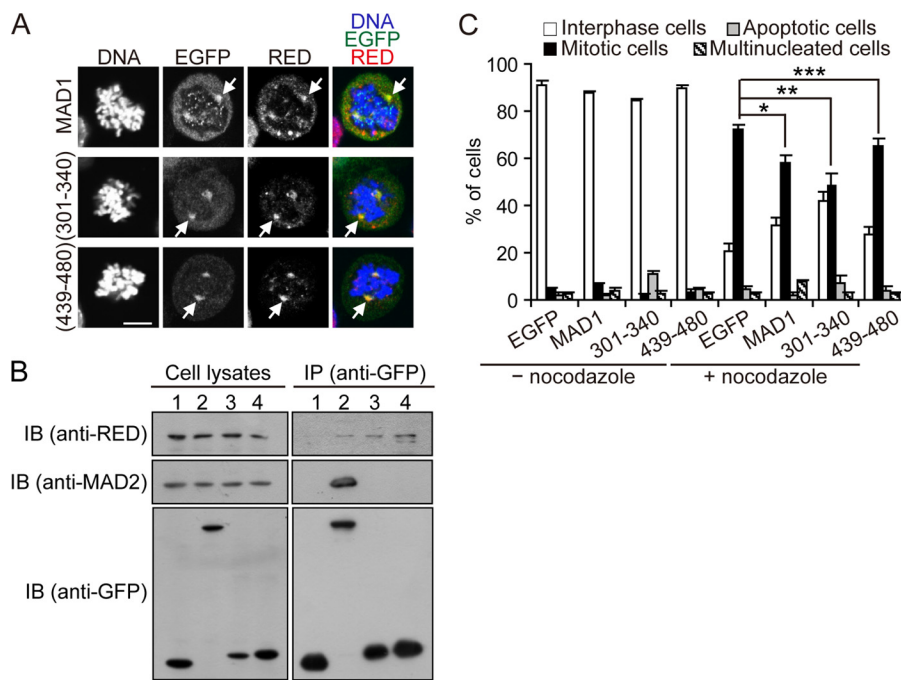 A
DNA
DNA EGFP RED EGFP
RED
MAD1
(301-340)
(439-480)
B
Cell lysates IP (anti-GFP)
1 2 3 4 1 2 3 4
IB (anti-RED)
IB (anti-MAD2)
IB (anti-GFP)
C
Interphase cells Apoptotic cells
Mitotic cells Multinucleated cells
% of cells
100
80
60
40
20
0
***
**
*
EGFP MAD1 301-340 439-480 EGFP MAD1 301-340 439-480
− nocodazole + nocodazole